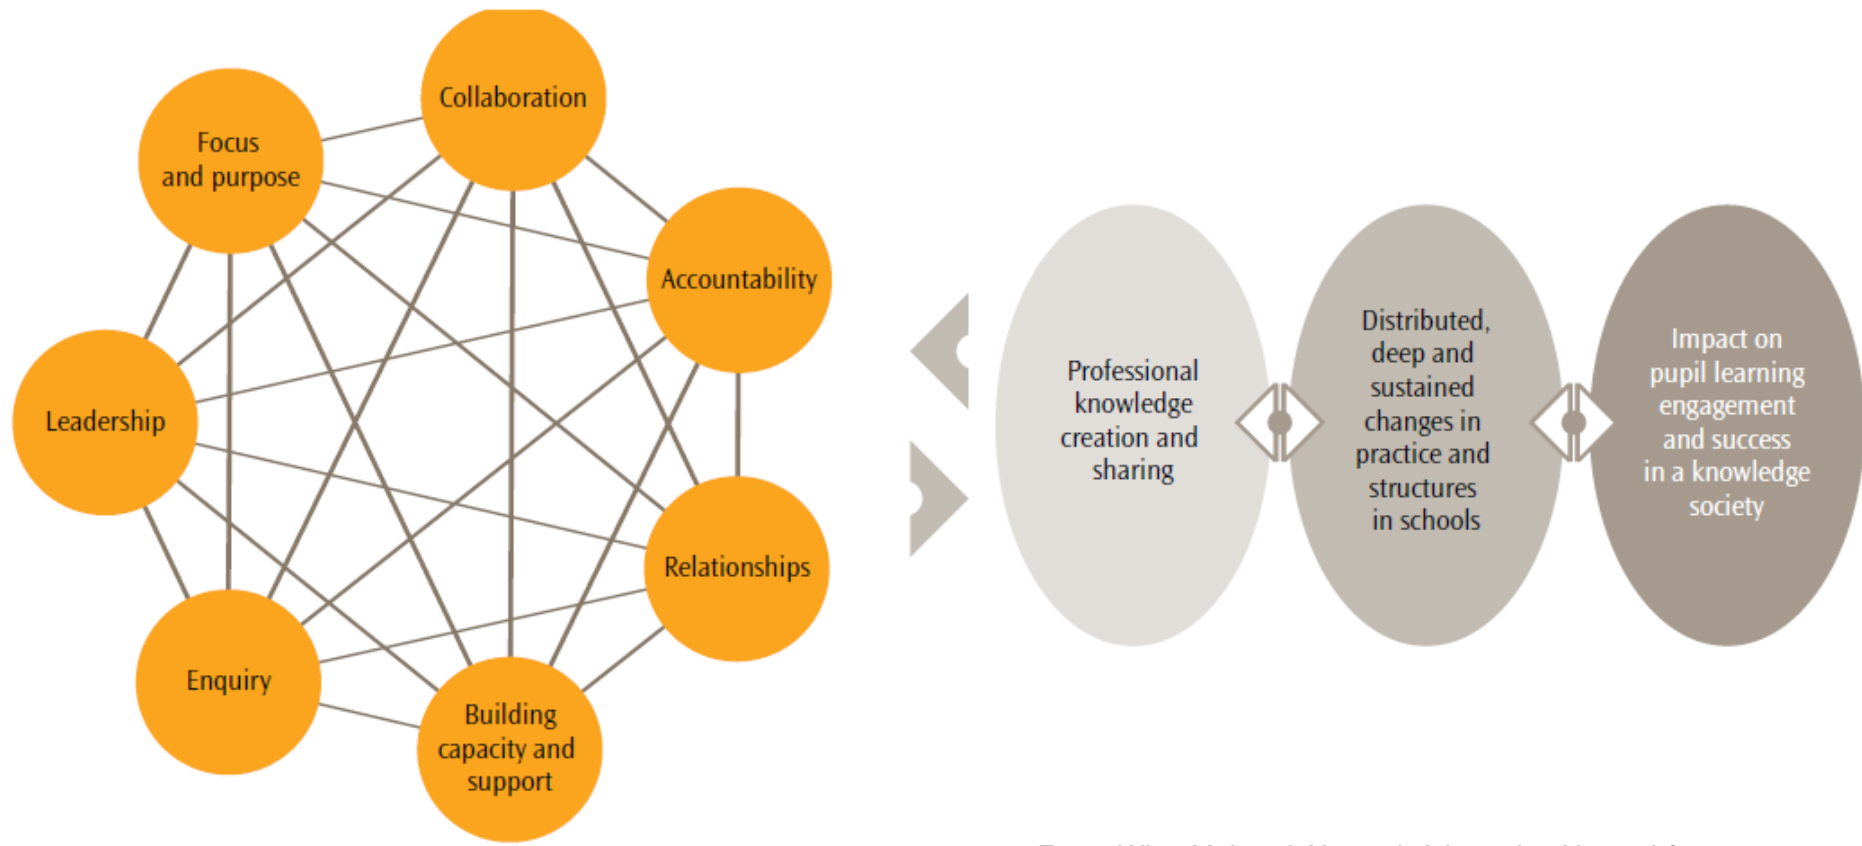 Collaboration
Focus
and purpose
Accountability
Leadership
Relationships
Enquiry
Building
capacity and
support
Professional
knowledge
creation and
sharing
Distributed,
deep and
sustained
changes in
practice and
structures
in schools
Impact on
pupil learning
engagement
and success
in a knowledge
society